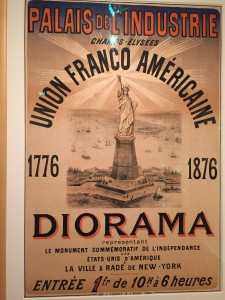 PALAIS DE L'INDUSTRIE
CHAMPS-ÉLYSÉES
UNION FRANCO AMÉRICAINE
1776 1876
DIORAMA
représentant
LE MONUMENT COMMÉMORATIF DE L'INDÉPENDANCE
DES
ÉTATS-UNIS D'AMÉRIQUE
LA VILLE & RADE DE NEW-YORK
ENTRÉE 1fr de 10H à 6 heures